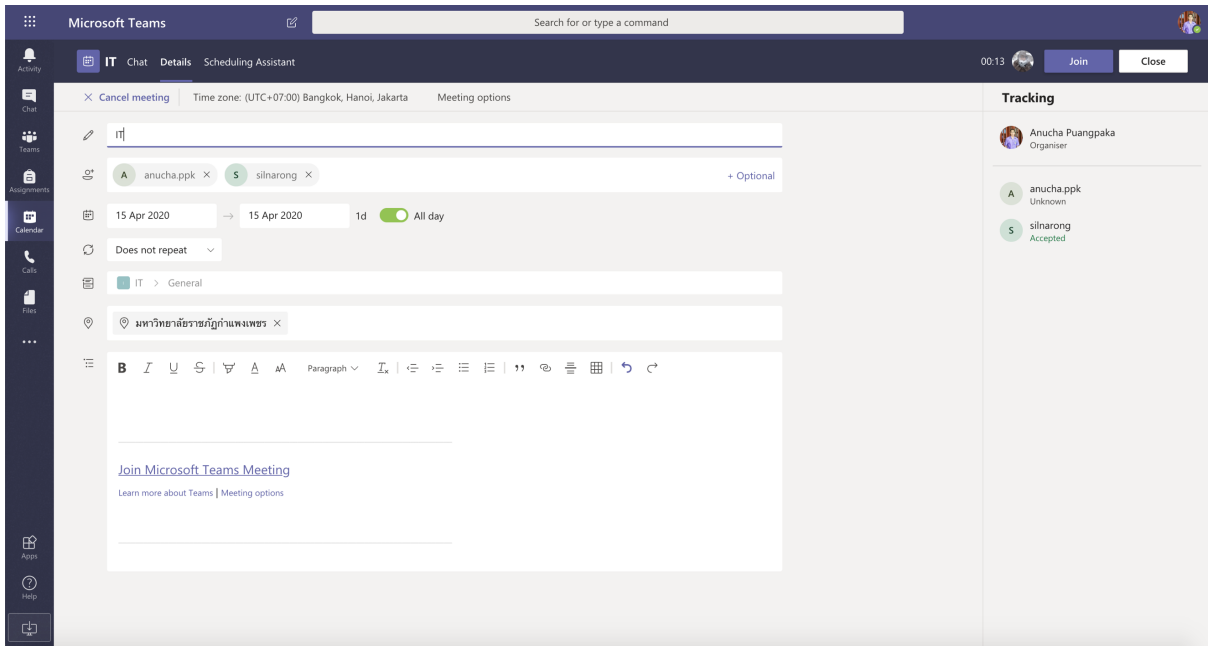 Microsoft Teams
Search for or type a command
Activity
Chat
Teams
Assignments
Calendar
Calls
Files
Apps
Help
IT Chat Details Scheduling Assistant
00:13 Join Close
Cancel meeting Time zone: (UTC+07:00) Bangkok, Hanoi, Jakarta Meeting options
IT
A anucha.ppk S silnarong + Optional
15 Apr 2020 → 15 Apr 2020 1d All day
Does not repeat
IT > General
มหาวิทยาลัยราชภัฏกำแพงเพชร
B I U S A AA Paragraph
Join Microsoft Teams Meeting
Learn more about Teams | Meeting options
Tracking
Anucha Puangpaka
Organiser
A anucha.ppk
Unknown
S silnarong
Accepted